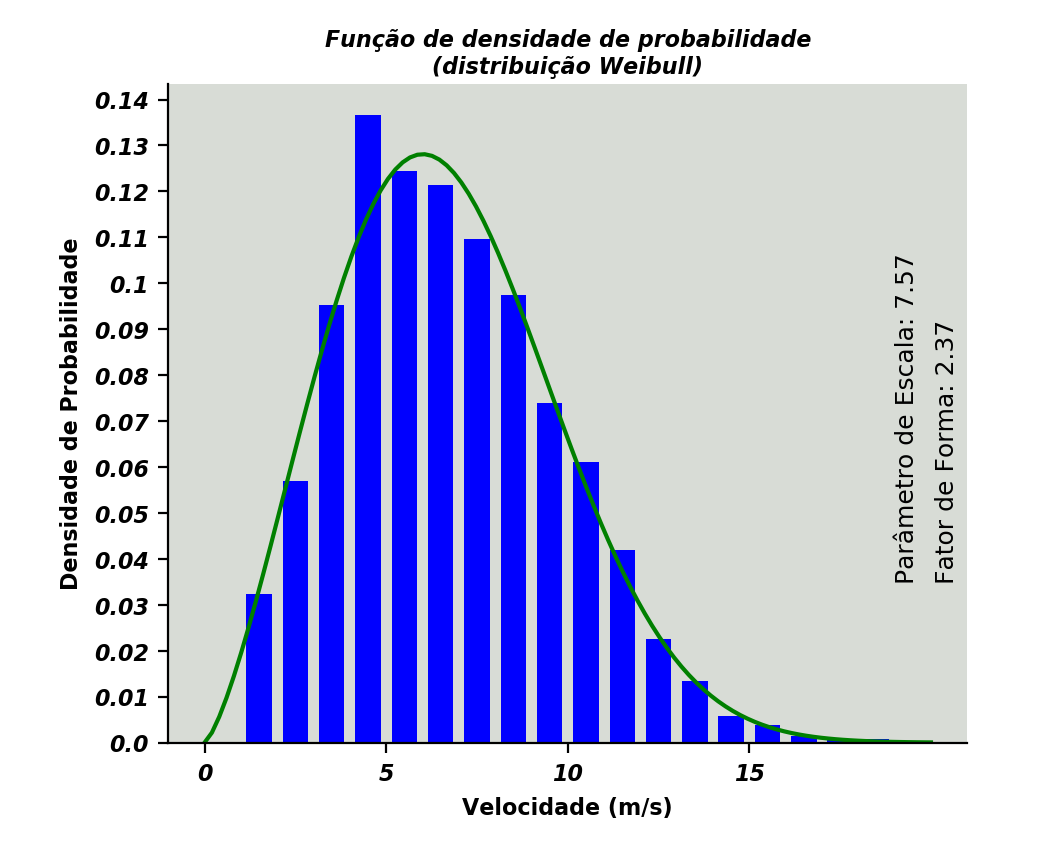 Função de densidade de probabilidade
(distribuição Weibull)
0.14
0.13
0.12
0.11
0.1
0.09
0.08
0.07
0.06
0.05
0.04
0.03
0.02
0.01
0.0
Densidade de Probabilidade
0 5 10 15
Velocidade (m/s)
Parâmetro de Escala: 7.57
Fator de Forma: 2.37